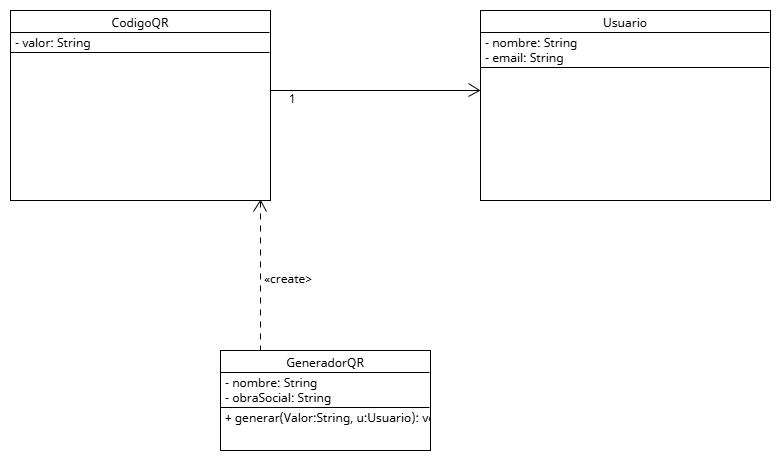 CodigoQR
- valor: String
Usuario
- nombre: String
- email: String
1
«create»
GeneradorQR
- nombre: String
- obraSocial: String
+ generar(Valor:String, u:Usuario): v